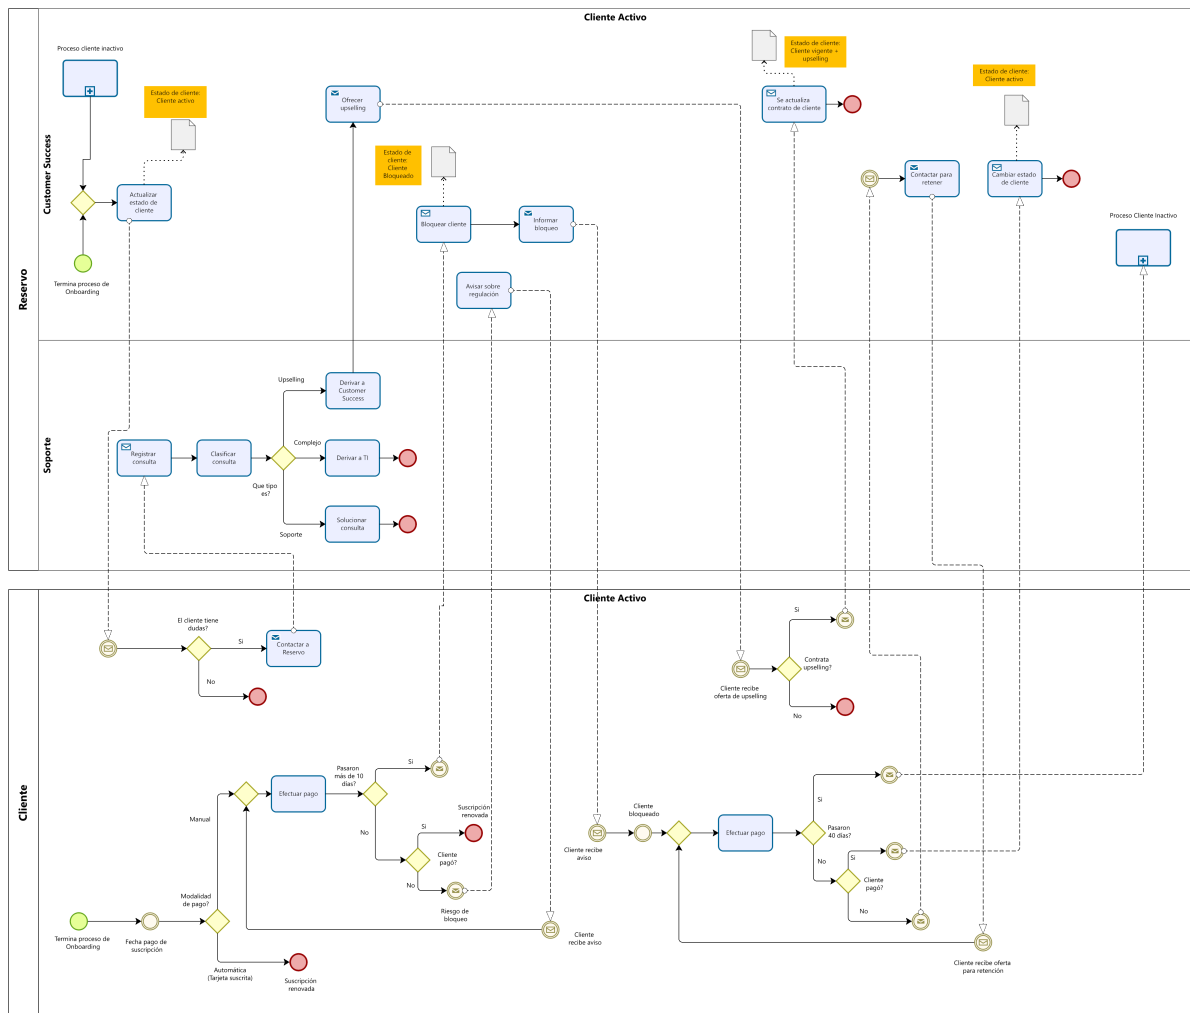 Cliente Activo
Reservo
Customer Success
Proceso cliente inactivo
Estado de cliente:
Cliente activo
Actualizar
estado de
cliente
Termina proceso de
Onboarding
Ofrecer
upselling
Estado de
cliente:
Cliente
Bloqueado
Bloquear cliente
Informar
bloqueo
Avisar sobre
regulación
Estado de cliente:
Cliente vigente +
upselling
Se actualiza
contrato de cliente
Estado de cliente:
Cliente activo
Contactar para
retener
Cambiar estado
de cliente
Proceso Cliente Inactivo
Soporte
Registrar
consulta
Clasificar
consulta
Que tipo
es?
Upselling
Derivar a
Customer
Success
Complejo
Derivar a TI
Soporte
Solucionar
consulta
Cliente Activo
Cliente
El cliente tiene
dudas?
Si
No
Contactar a
Reservo
Cliente recibe
oferta de upselling
Contrata
upselling?
Si
No
Termina proceso de
Onboarding
Fecha pago de
suscripción
Modalidad
de pago?
Manual
Automática
(Tarjeta suscrita)
Suscripción
renovada
Efectuar pago
Pasaron
más de 10
días?
Si
No
Cliente
pagó?
Si
Suscripción
renovada
No
Riesgo de
bloqueo
Cliente
recibe aviso
Cliente recibe
aviso
Cliente
bloqueado
Efectuar pago
Pasaron
40 días?
Si
No
Cliente
pagó?
Si
No
Cliente recibe oferta
para retención